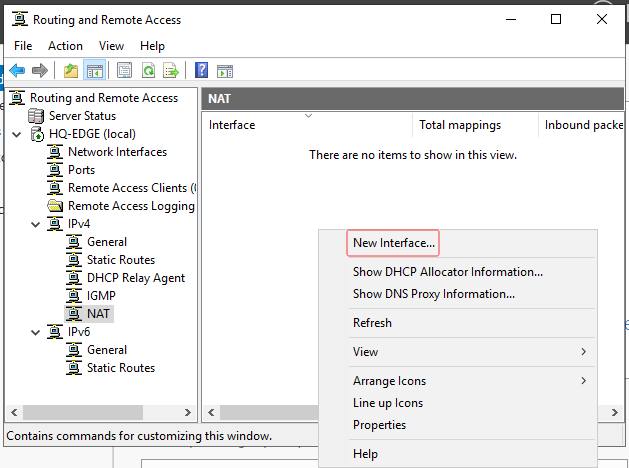 Routing and Remote Access
File Action View Help
Routing and Remote Access
Server Status
HQ-EDGE (local)
Network Interfaces
Ports
Remote Access Clients (
Remote Access Logging
IPv4
General
Static Routes
DHCP Relay Agent
IGMP
NAT
IPv6
General
Static Routes
NAT
Interface Total mappings Inbound packe
There are no items to show in this view.
New Interface...
Show DHCP Allocator Information...
Show DNS Proxy Information...
Refresh
View
Arrange Icons
Line up Icons
Properties
Help
Contains commands for customizing this window.